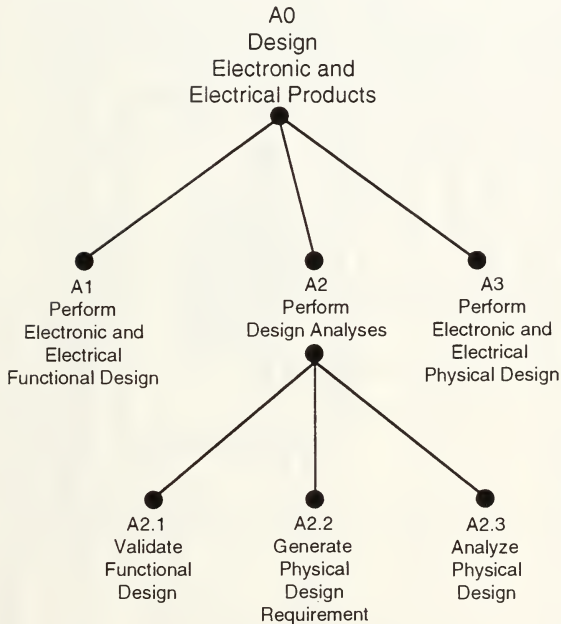 A0
Design
Electronic and
Electrical Products
A1
Perform
Electronic and
Electrical
Functional Design
A2
Perform
Design Analyses
A3
Perform
Electronic and
Electrical
Physical Design
A2.1
Validate
Functional
Design
A2.2
Generate
Physical
Design
Requirement
A2.3
Analyze
Physical
Design